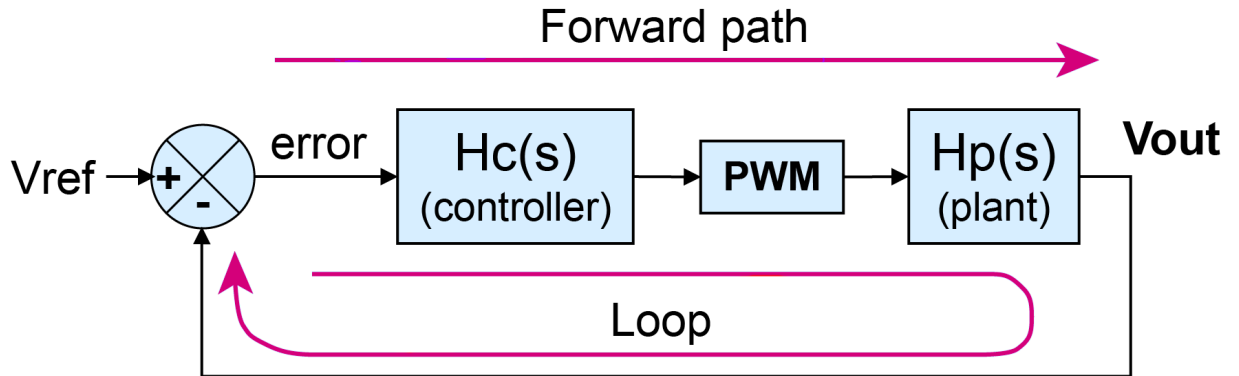 Forward path
Vref
+
-
error
Hc(s)
(controller)
PWM
Hp(s)
(plant)
Vout
Loop